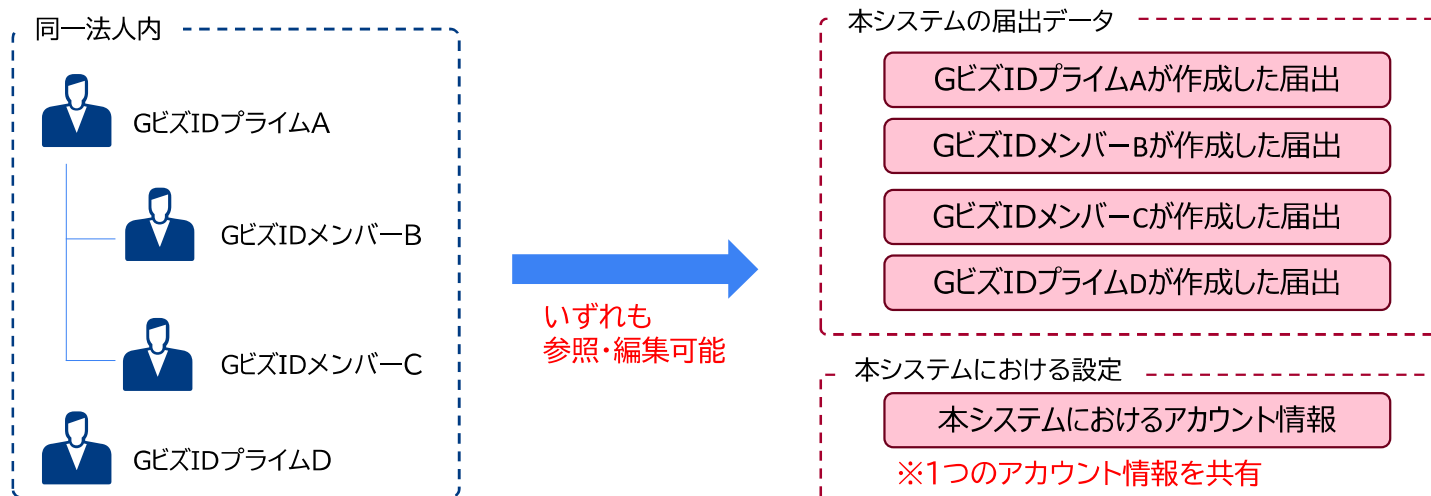 同一法人内
GビズIDプライムA
GビズIDメンバーB
GビズIDメンバーC
GビズIDプライムD
いずれも
参照・編集可能
本システムの届出データ
GビズIDプライムAが作成した届出
GビズIDメンバーBが作成した届出
GビズIDメンバーCが作成した届出
GビズIDプライムDが作成した届出
本システムにおける設定
本システムにおけるアカウント情報
※1つのアカウント情報を共有